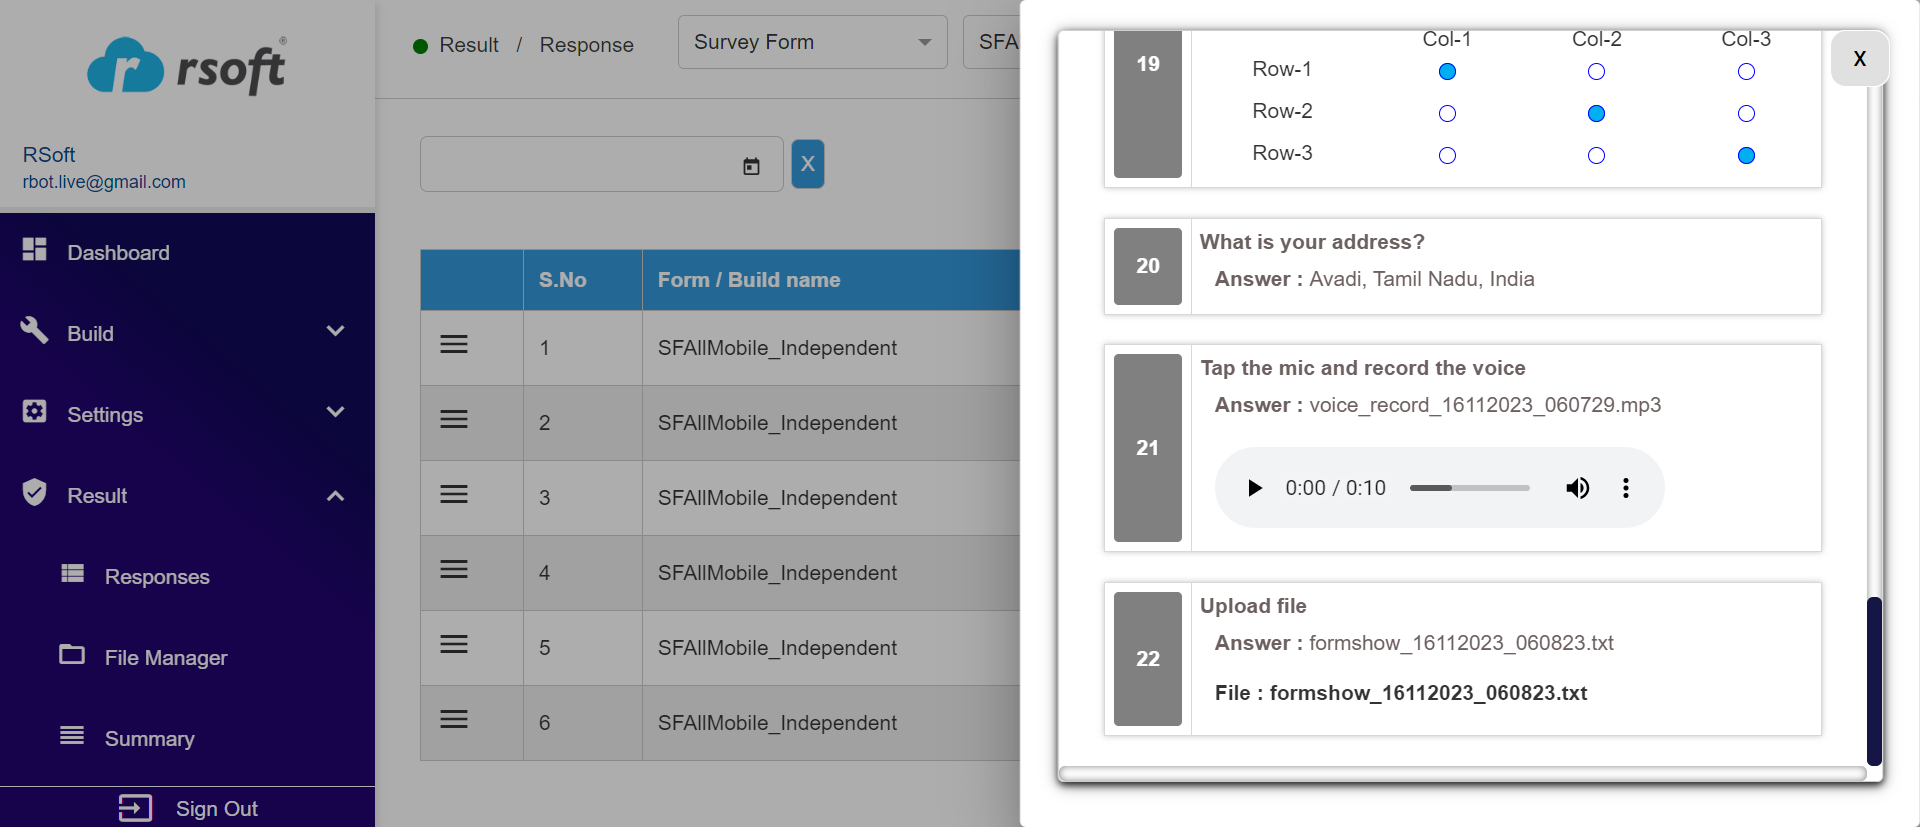 rsoft®
RSoft
rbot.live@gmail.com
Dashboard
Build
Settings
Result
Responses
File Manager
Summary
Sign Out
Result / Response
Survey Form
SFA
X
S.No Form / Build name
1 SFAllMobile_Independent
2 SFAllMobile_Independent
3 SFAllMobile_Independent
4 SFAllMobile_Independent
5 SFAllMobile_Independent
6 SFAllMobile_Independent
X
19
Col-1 Col-2 Col-3
Row-1
Row-2
Row-3
20
What is your address?
Answer : Avadi, Tamil Nadu, India
21
Tap the mic and record the voice
Answer : voice_record_16112023_060729.mp3
0:00 / 0:10
22
Upload file
Answer : formshow_16112023_060823.txt
File : formshow_16112023_060823.txt